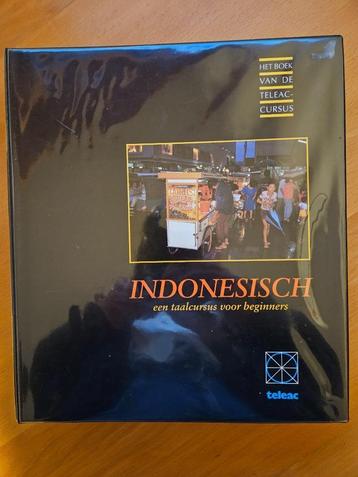 HET BOEK
VAN DE
TELEAC-
CURSUS
INDONESISCH
een taalcursus voor beginners
teleac